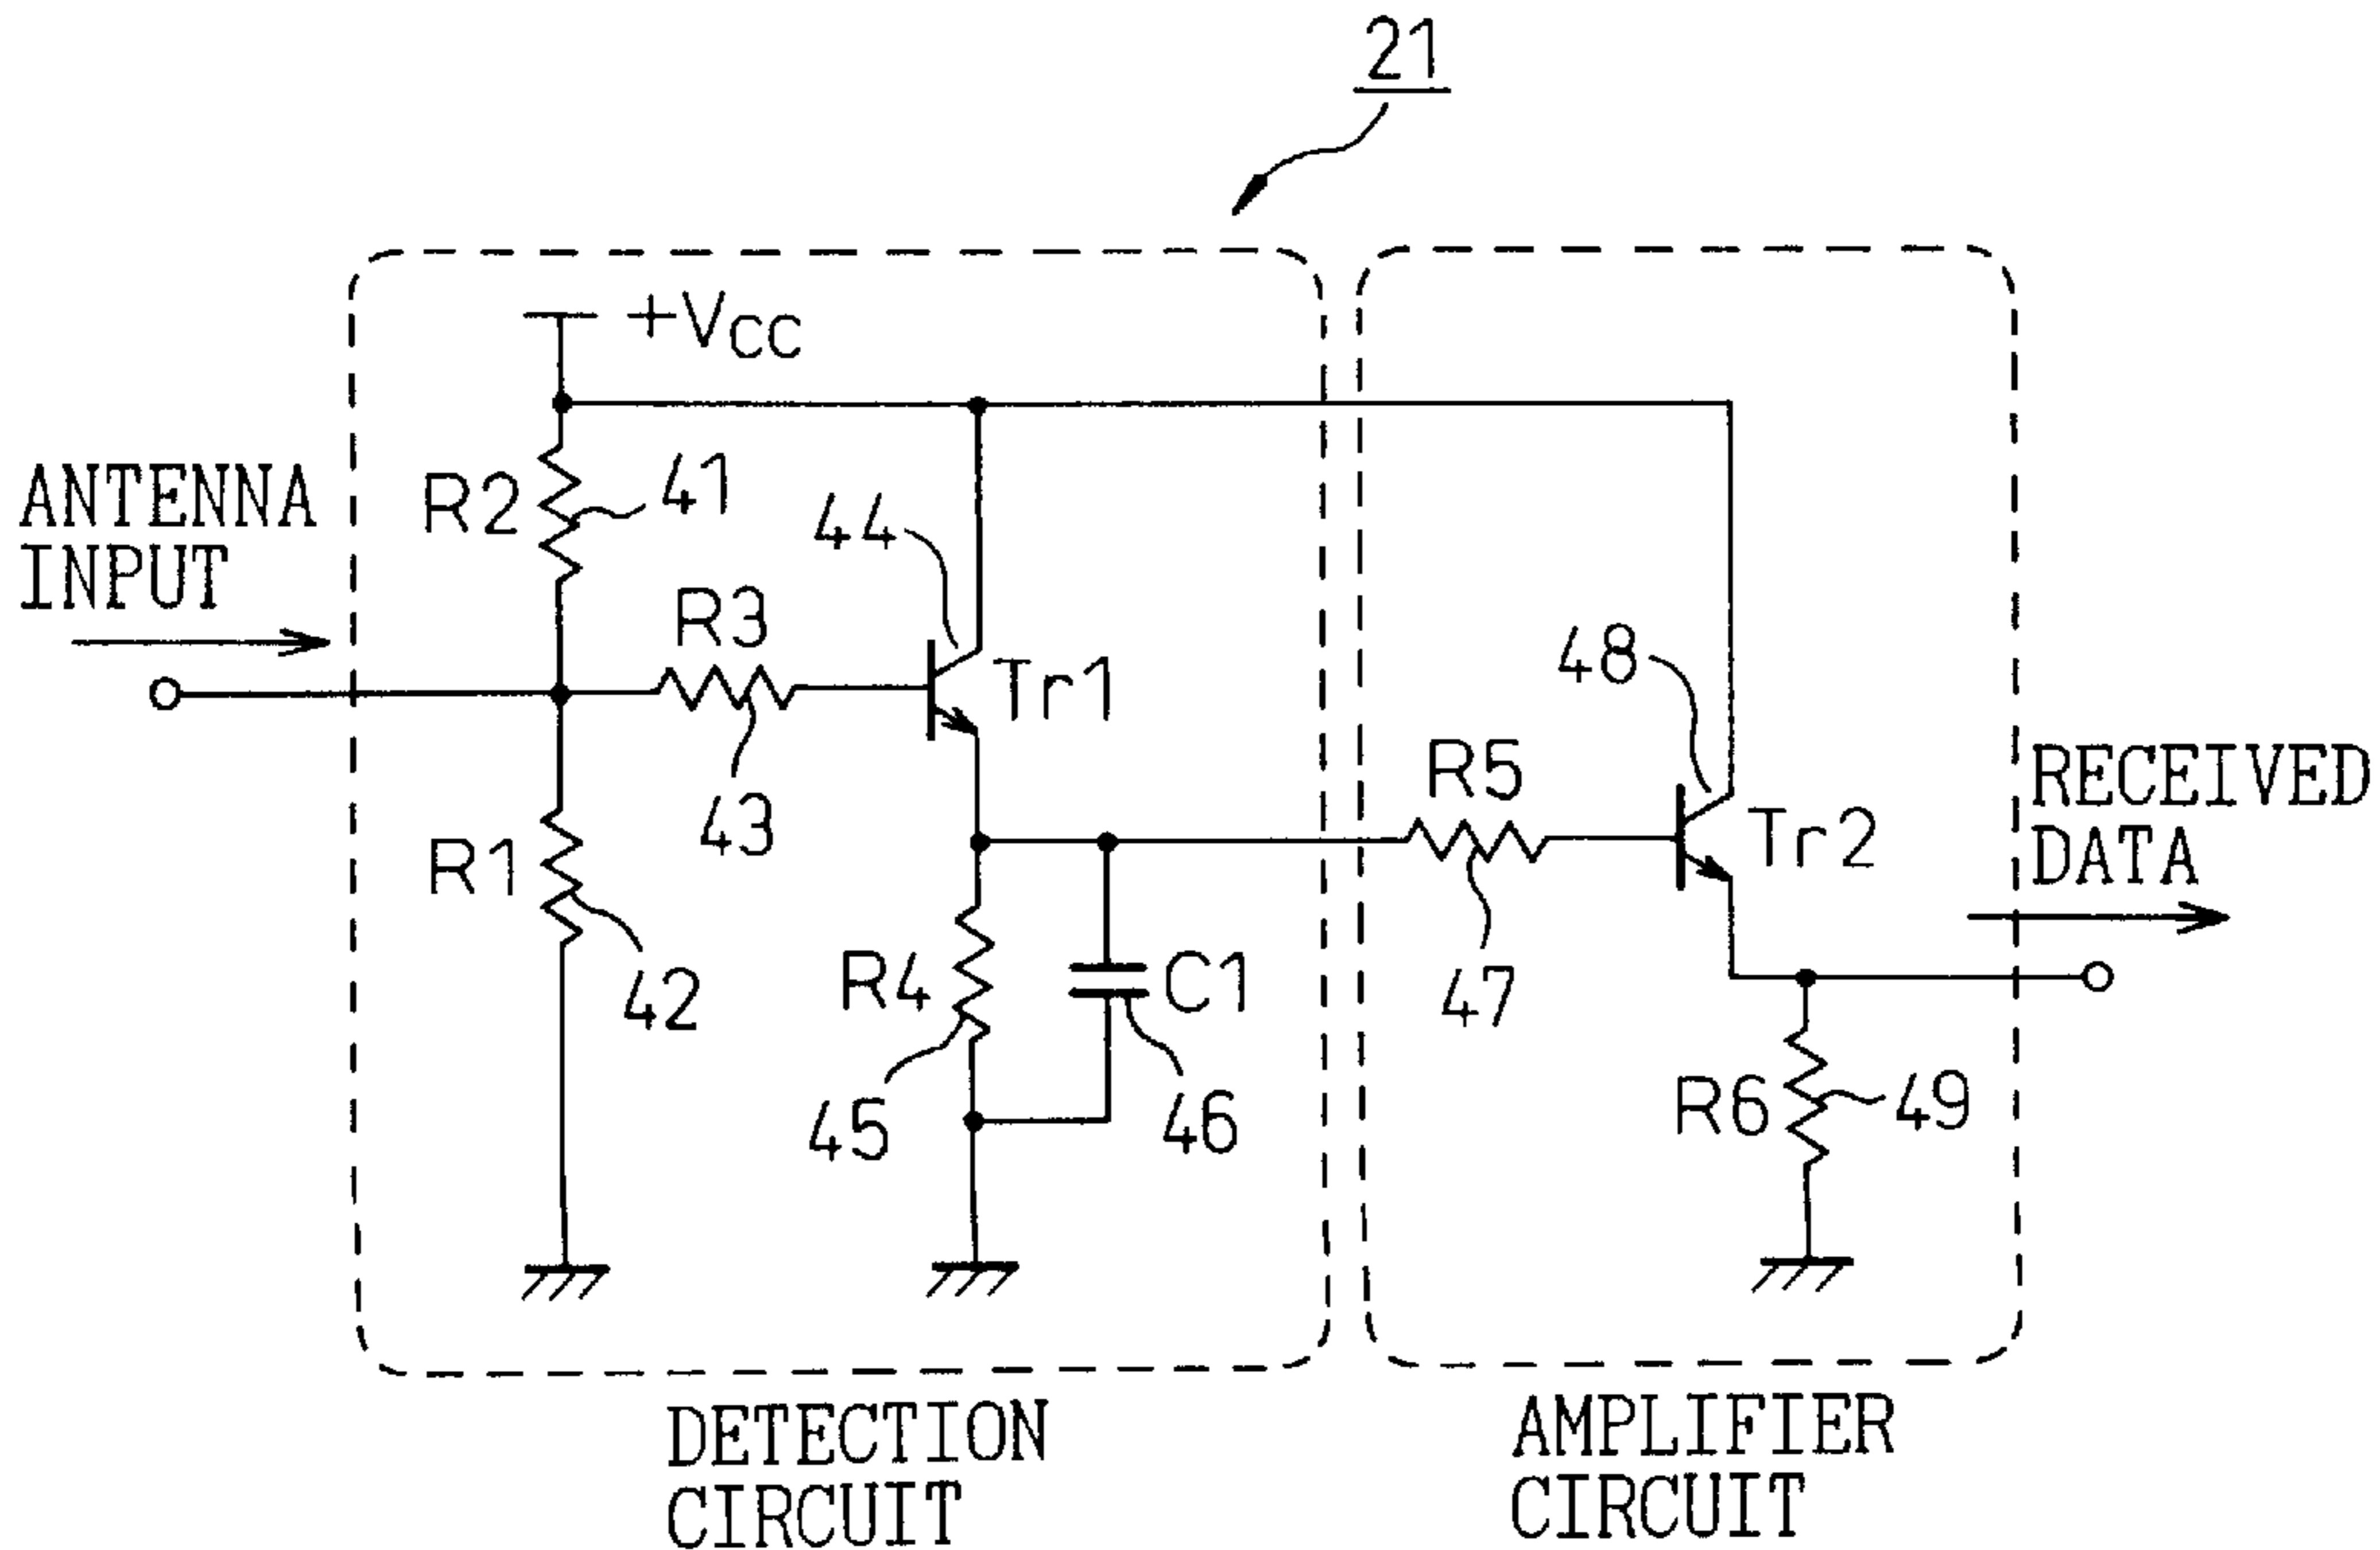 21
+VCC
ANTENNA
INPUT
R2
41
44
R3
Tr1
43
R1
42
R4
45
C1
46
R5
47
48
Tr2
RECEIVED
DATA
R6
49
DETECTION
CIRCUIT
AMPLIFIER
CIRCUIT